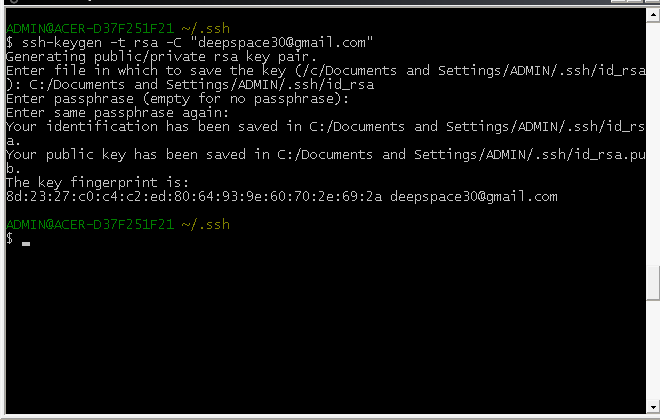 ADMIN@ACER-D37F251F21 ~/.ssh
$ ssh-keygen -t rsa -C "deepspace30@gmail.com"
Generating public/private rsa key pair.
Enter file in which to save the key (/c/Documents and Settings/ADMIN/.ssh/id_rsa
): C:/Documents and Settings/ADMIN/.ssh/id_rsa
Enter passphrase (empty for no passphrase):
Enter same passphrase again:
Your identification has been saved in C:/Documents and Settings/ADMIN/.ssh/id_rs
a.
Your public key has been saved in C:/Documents and Settings/ADMIN/.ssh/id_rsa.pu
b.
The key fingerprint is:
8d:23:27:c0:c4:c2:ed:80:64:93:9e:60:70:2e:69:2a deepspace30@gmail.com
ADMIN@ACER-D37F251F21 ~/.ssh
$